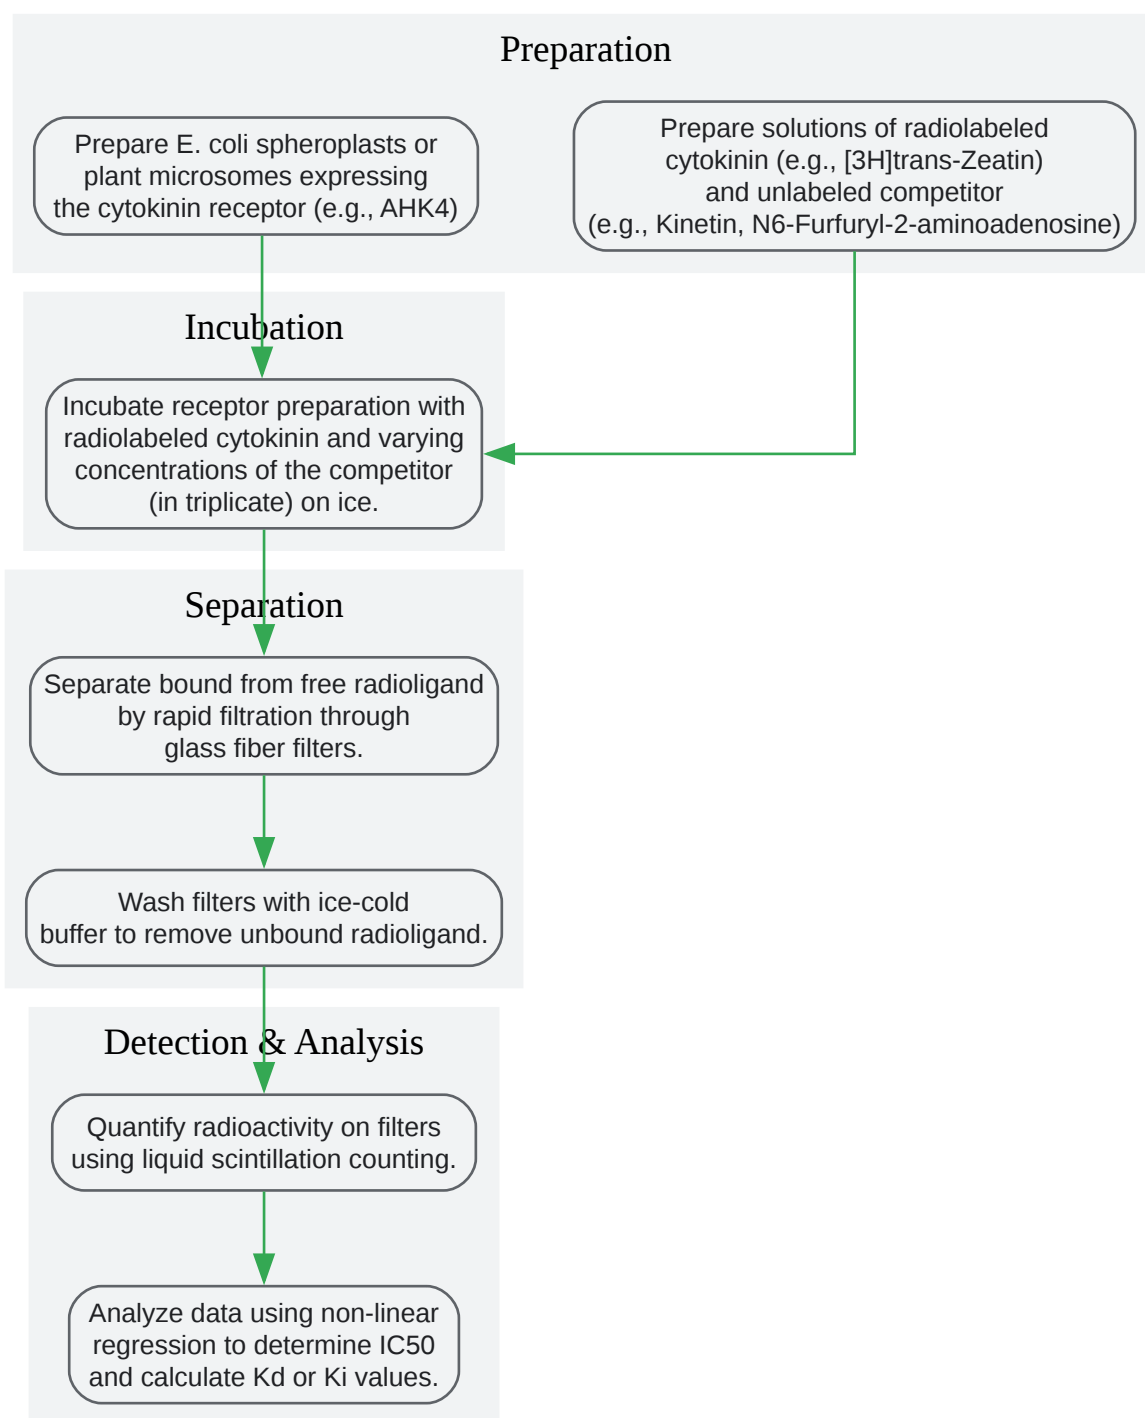 Preparation
Prepare E. coli spheroplasts or
plant microsomes expressing
the cytokinin receptor (e.g., AHK4)
Prepare solutions of radiolabeled
cytokinin (e.g., [3H]trans-Zeatin)
and unlabeled competitor
(e.g., Kinetin, N6-Furfuryl-2-aminoadenosine)
Incubation
Incubate receptor preparation with
radiolabeled cytokinin and varying
concentrations of the competitor
(in triplicate) on ice.
Separation
Separate bound from free radioligand
by rapid filtration through
glass fiber filters.
Wash filters with ice-cold
buffer to remove unbound radioligand.
Detection & Analysis
Quantify radioactivity on filters
using liquid scintillation counting.
Analyze data using non-linear
regression to determine IC50
and calculate Kd or Ki values.